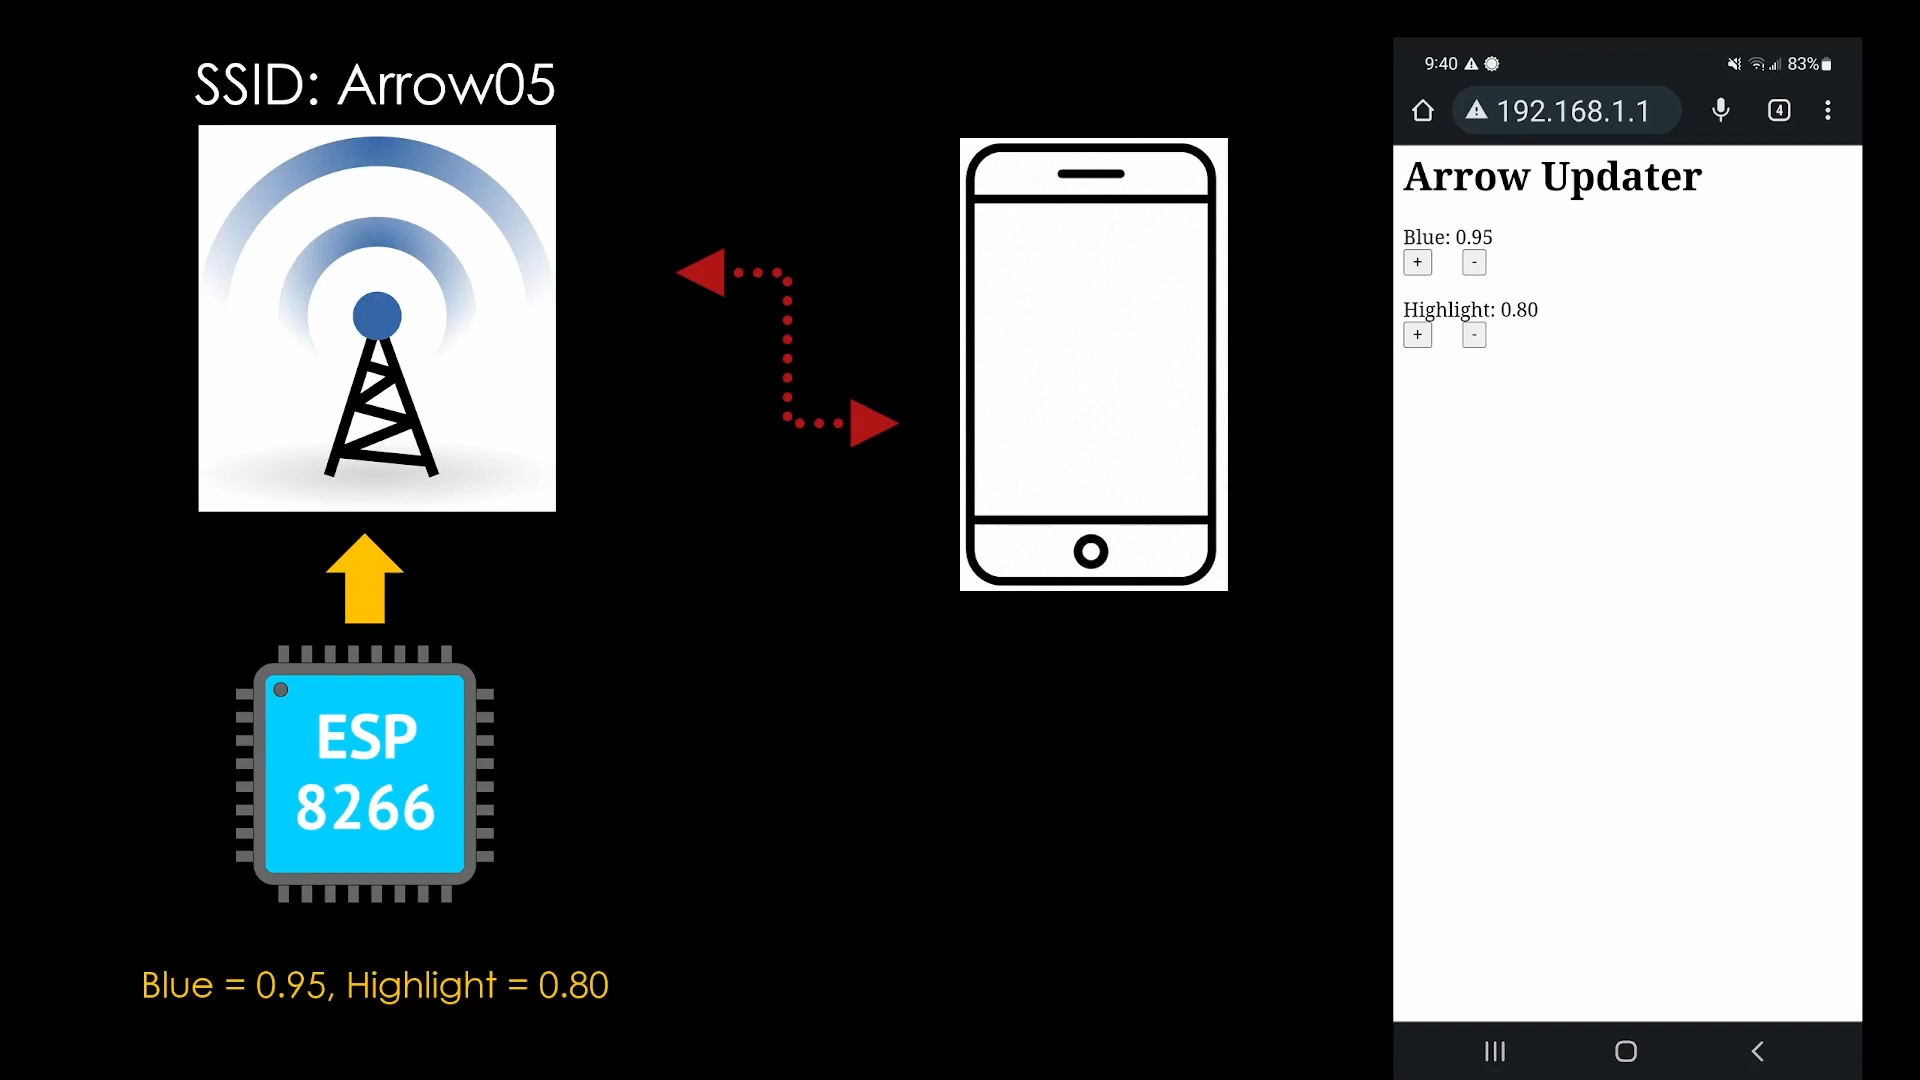 SSID: Arrow05
ESP
8266
Blue = 0.95, Highlight = 0.80
9:40
83%
192.168.1.1
4
Arrow Updater
Blue: 0.95
+ -
Highlight: 0.80
+ -